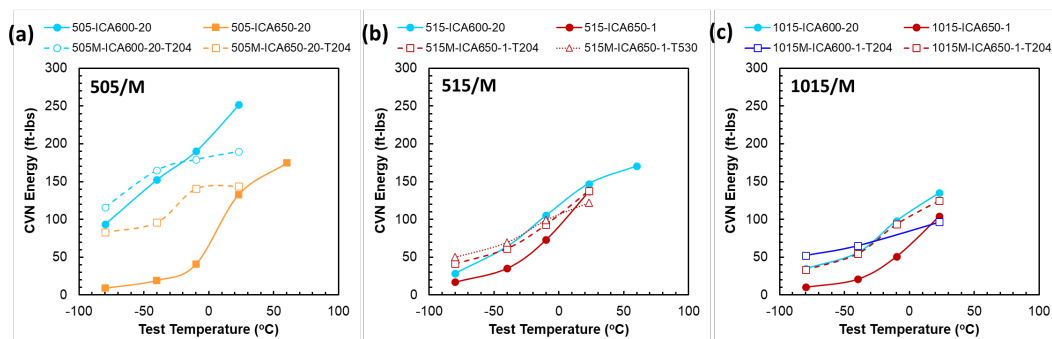 (a)
505-ICA600-20 505-ICA650-20
505M-ICA600-20-T204 505M-ICA650-20-T204
505/M
CVN Energy (ft-lbs)
300
250
200
150
100
50
0
-100 -50 0 50 100
Test Temperature (ºC)
(b)
515-ICA600-20 515-ICA650-1
515M-ICA650-1-T204 515M-ICA650-1-T530
515/M
CVN Energy (ft-lbs)
300
250
200
150
100
50
0
-100 -50 0 50 100
Test Temperature (ºC)
(c)
1015-ICA600-20 1015-ICA650-1
1015M-ICA600-1-T204 1015M-ICA650-1-T204
1015/M
CVN Energy (ft-lbs)
300
250
200
150
100
50
0
-100 -50 0 50 100
Test Temperature (ºC)